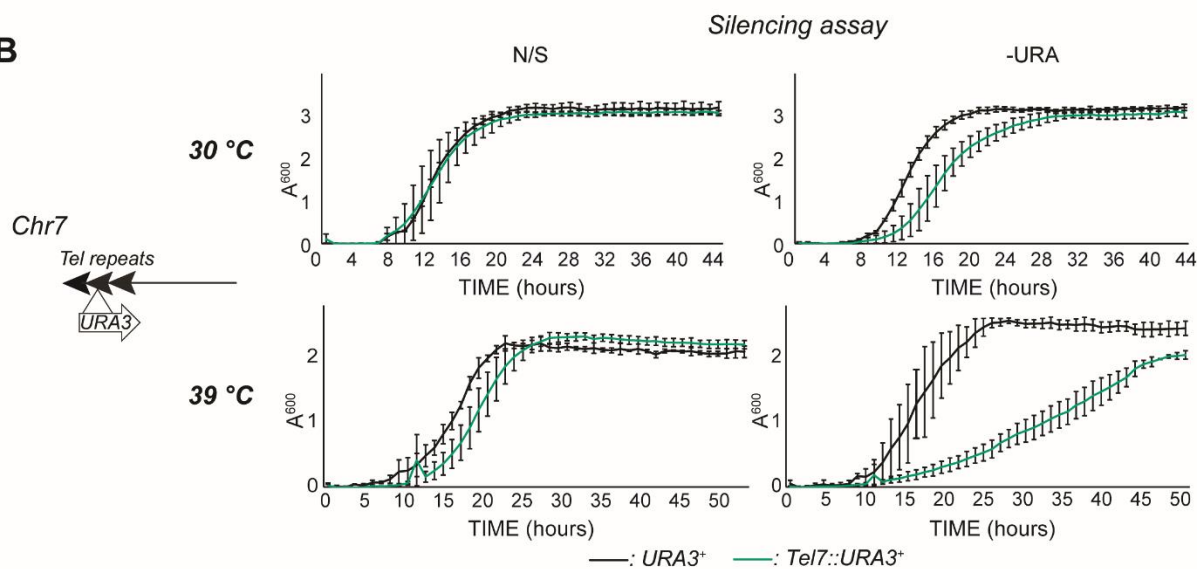 B
Silencing assay
N/S
-URA
30 °C
A600
3
2
1
0
0 4 8 12 16 20 24 28 32 36 40 44
TIME (hours)
A600
3
2
1
0
0 4 8 12 16 20 24 28 32 36 40 44
TIME (hours)
Chr7
Tel repeats
URA3
39 °C
A600
2
1
0
0 5 10 15 20 25 30 35 40 45 50
TIME (hours)
A600
2
1
0
0 5 10 15 20 25 30 35 40 45 50
TIME (hours)
: URA3+
: Tel7::URA3+